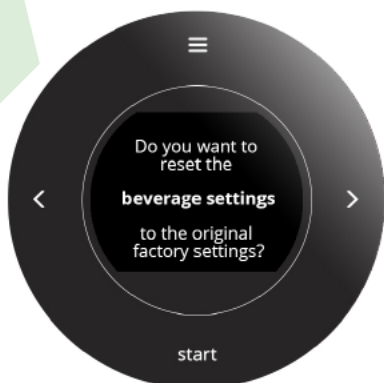 Do you want to
reset the
beverage settings
to the original
factory settings?
start